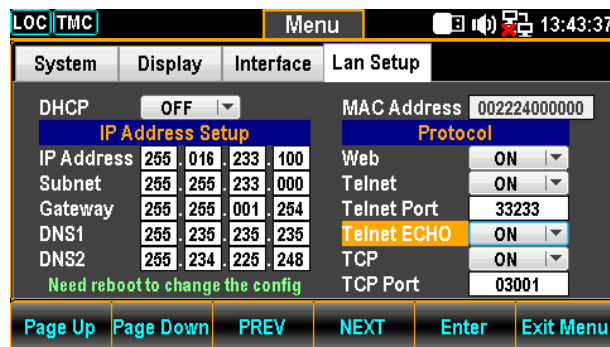 LOC TMC Menu 13:43:37
System Display Interface Lan Setup
DHCP OFF MAC Address 002224000000
IP Address Setup Protocol
IP Address 255 . 016 . 233 . 100 Web ON
Subnet 255 . 255 . 233 . 000 Telnet ON
Gateway 255 . 255 . 001 . 254 Telnet Port 33233
DNS1 255 . 235 . 235 . 235 Telnet ECHO ON
DNS2 255 . 234 . 225 . 248 TCP ON
Need reboot to change the config TCP Port 03001
Page Up Page Down PREV NEXT Enter Exit Menu